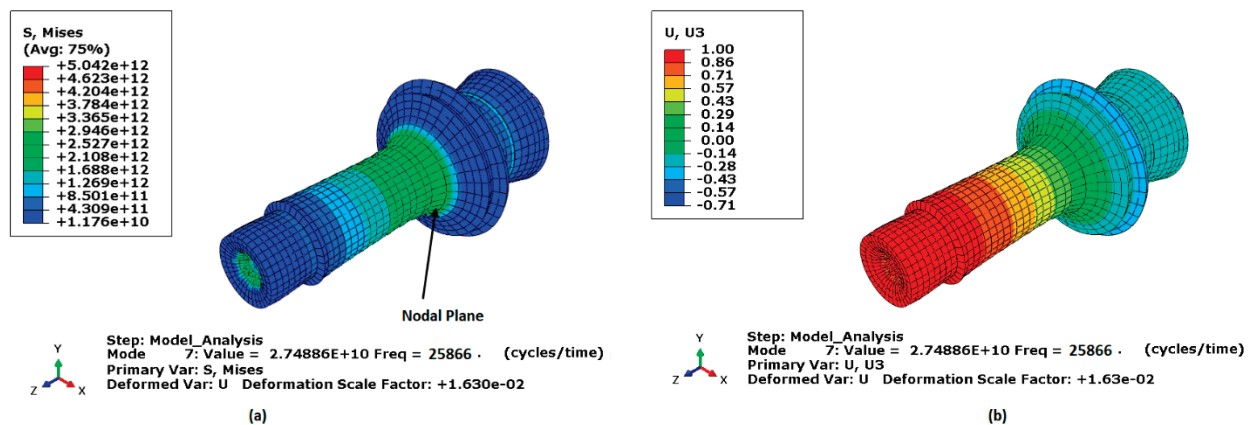 S, Mises
(Avg: 75%)
+5.042e+12
+4.623e+12
+4.204e+12
+3.784e+12
+3.365e+12
+2.946e+12
+2.527e+12
+2.108e+12
+1.688e+12
+1.269e+12
+8.501e+11
+4.309e+11
+1.176e+10
Nodal Plane
Y
Z
X
Step: Model_Analysis
Mode 7: Value = 2.74886E+10 Freq = 25866 . (cycles/time)
Primary Var: S, Mises
Deformed Var: U Deformation Scale Factor: +1.630e-02
(a)
U, U3
1.00
0.86
0.71
0.57
0.43
0.29
0.14
0.00
-0.14
-0.28
-0.43
-0.57
-0.71
Y
Z
X
Step: Model_Analysis
Mode 7: Value = 2.74886E+10 Freq = 25866 . (cycles/time)
Primary Var: U, U3
Deformed Var: U Deformation Scale Factor: +1.63e-02
(b)